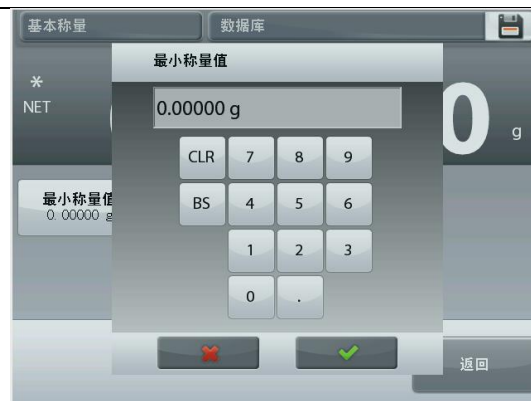 基本称量 数据库
最小称量值
*
NET
0.00000 g
0 g
CLR 7 8 9
最小称量值
0.00000 g
BS 4 5 6
1 2 3
0 .
返回